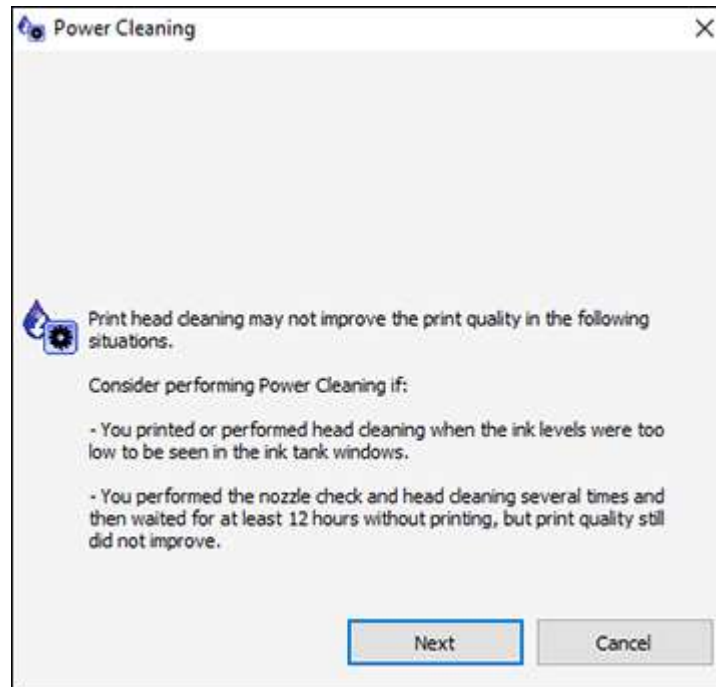 Power Cleaning
Print head cleaning may not improve the print quality in the following
situations.
Consider performing Power Cleaning if:
- You printed or performed head cleaning when the ink levels were too
low to be seen in the ink tank windows.
- You performed the nozzle check and head cleaning several times and
then waited for at least 12 hours without printing, but print quality still
did not improve.
Next
Cancel